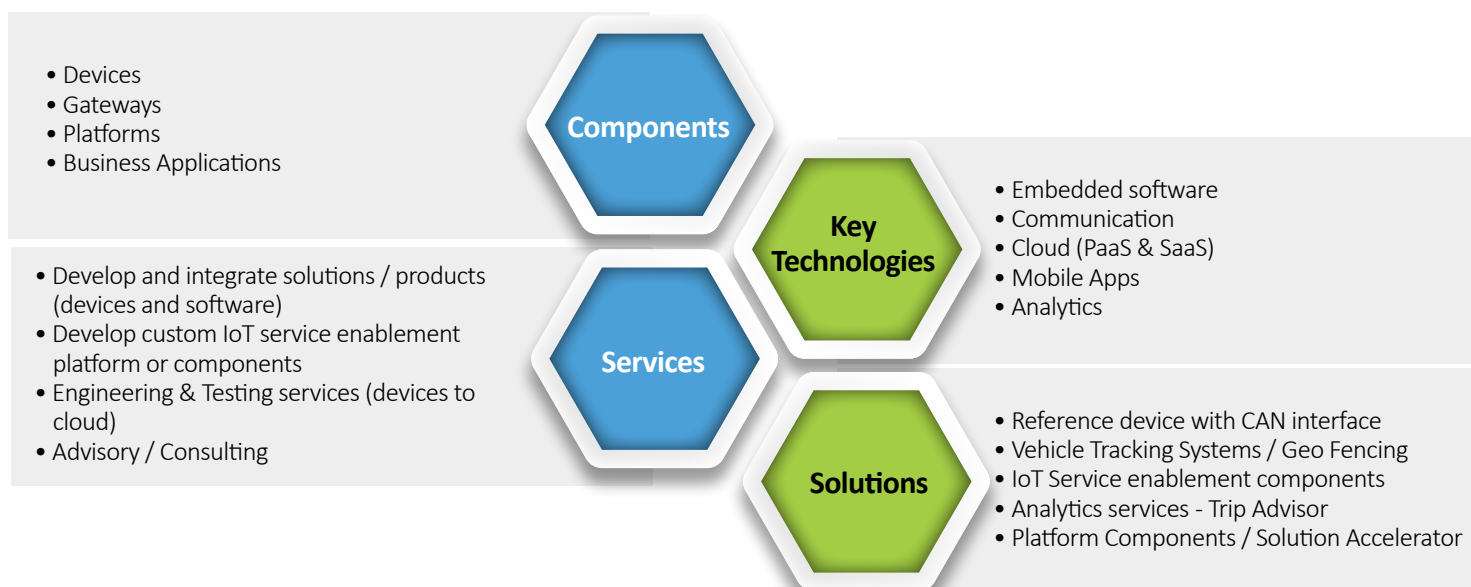 • Devices
• Gateways
• Platforms
• Business Applications
Components
Key
Technologies
• Embedded software
• Communication
• Cloud (PaaS & SaaS)
• Mobile Apps
• Analytics
• Develop and integrate solutions / products
(devices and software)
• Develop custom IoT service enablement
platform or components
• Engineering & Testing services (devices to
cloud)
• Advisory / Consulting
Services
Solutions
• Reference device with CAN interface
• Vehicle Tracking Systems / Geo Fencing
• IoT Service enablement components
• Analytics services - Trip Advisor
• Platform Components / Solution Accelerator